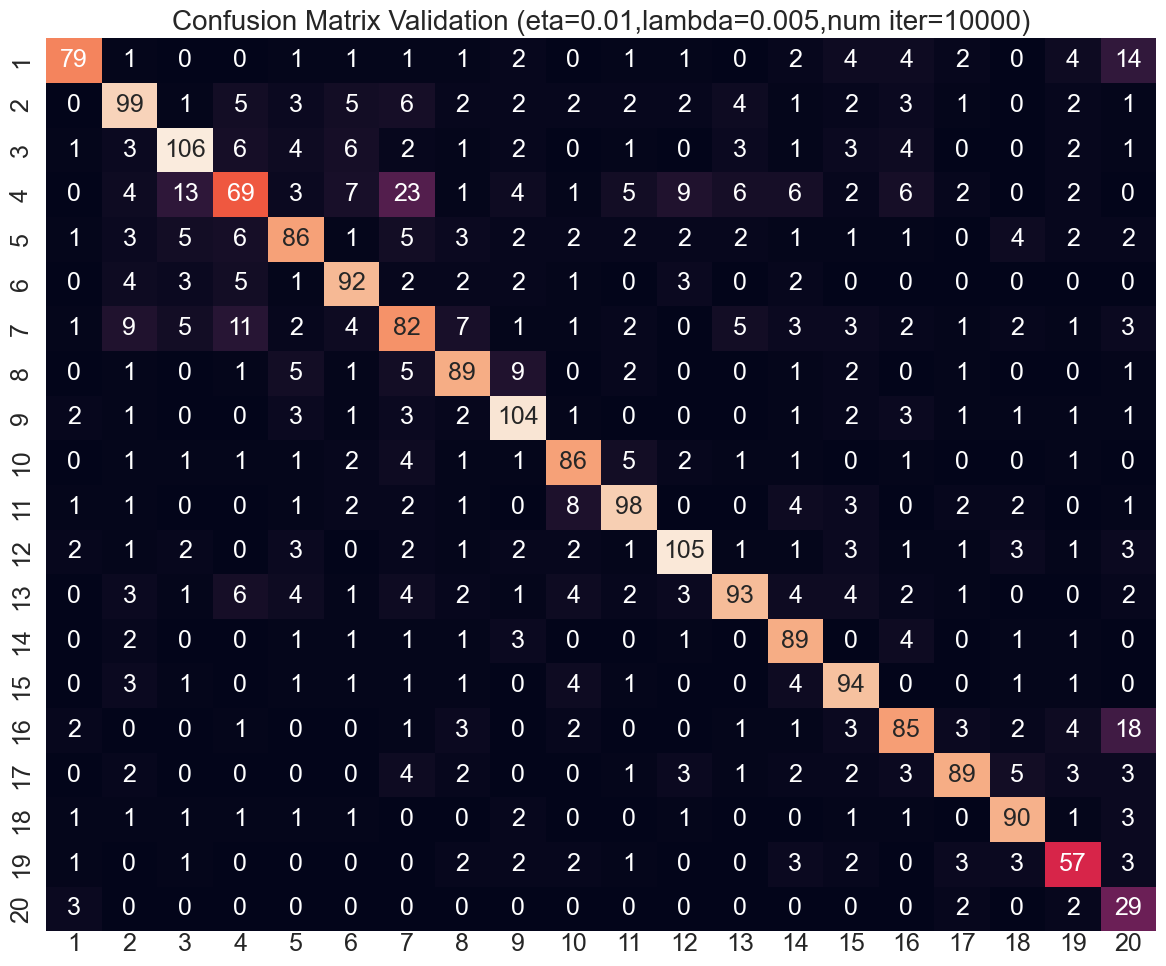 Confusion Matrix Validation (eta=0.01,lambda=0.005,num iter=10000)
1 79 1 0 0 1 1 1 1 2 0 1 1 0 2 4 4 2 0 4 14
2 0 99 1 5 3 5 6 2 2 2 2 2 4 1 2 3 1 0 2 1
3 1 3 106 6 4 6 2 1 2 0 1 0 3 1 3 4 0 0 2 1
4 0 4 13 69 3 7 23 1 4 1 5 9 6 6 2 6 2 0 2 0
5 1 3 5 6 86 1 5 3 2 2 2 2 2 1 1 1 0 4 2 2
6 0 4 3 5 1 92 2 2 2 1 0 3 0 2 0 0 0 0 0 0
7 1 9 5 11 2 4 82 7 1 1 2 0 5 3 3 2 1 2 1 3
8 0 1 0 1 5 1 5 89 9 0 2 0 0 1 2 0 1 0 0 1
9 2 1 0 0 3 1 3 2 104 1 0 0 0 1 2 3 1 1 1 1
10 0 1 1 1 1 2 4 1 1 86 5 2 1 1 0 1 0 0 1 0
11 1 1 0 0 1 2 2 1 0 8 98 0 0 4 3 0 2 2 0 1
12 2 1 2 0 3 0 2 1 2 2 1 105 1 1 3 1 1 3 1 3
13 0 3 1 6 4 1 4 2 1 4 2 3 93 4 4 2 1 0 0 2
14 0 2 0 0 1 1 1 1 3 0 0 1 0 89 0 4 0 1 1 0
15 0 3 1 0 1 1 1 1 0 4 1 0 0 4 94 0 0 1 1 0
16 2 0 0 1 0 0 1 3 0 2 0 0 1 1 3 85 3 2 4 18
17 0 2 0 0 0 0 4 2 0 0 1 3 1 2 2 3 89 5 3 3
18 1 1 1 1 1 1 0 0 2 0 0 1 0 0 1 1 0 90 1 3
19 1 0 1 0 0 0 0 2 2 2 1 0 0 3 2 0 3 3 57 3
20 3 0 0 0 0 0 0 0 0 0 0 0 0 0 0 0 2 0 2 29
1 2 3 4 5 6 7 8 9 10 11 12 13 14 15 16 17 18 19 20